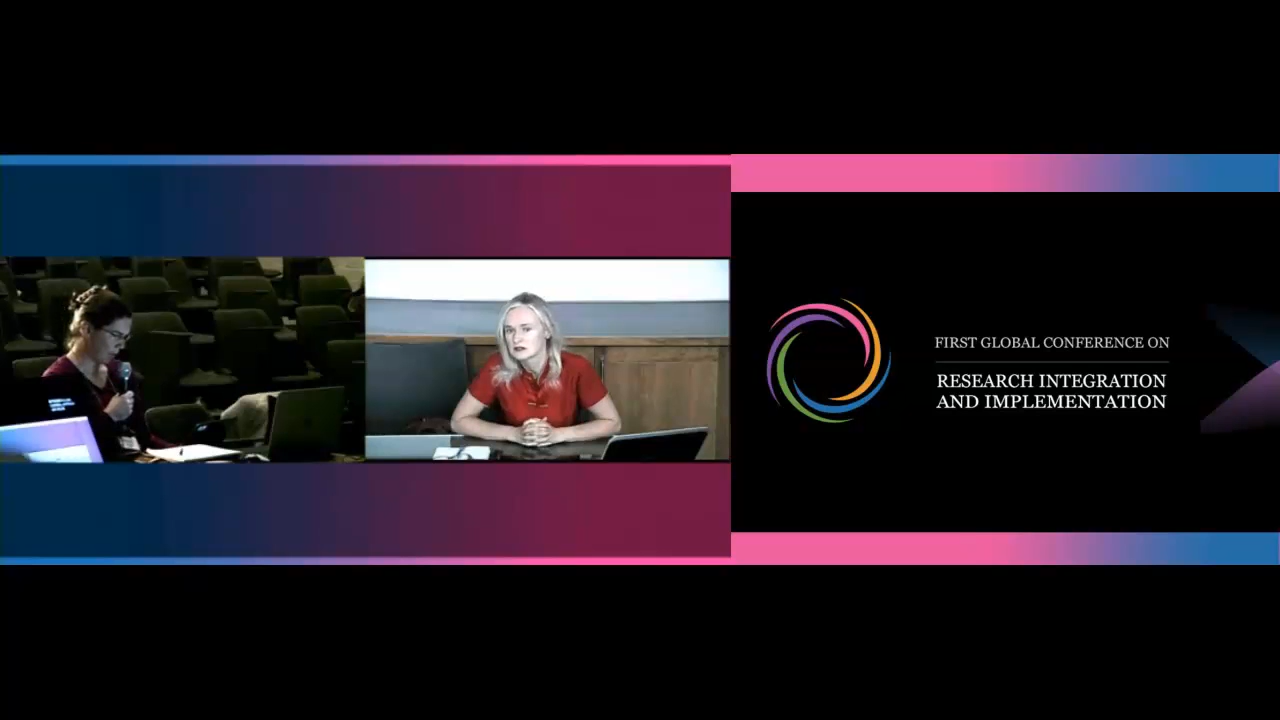 FIRST GLOBAL CONFERENCE ON
RESEARCH INTEGRATION
AND IMPLEMENTATION